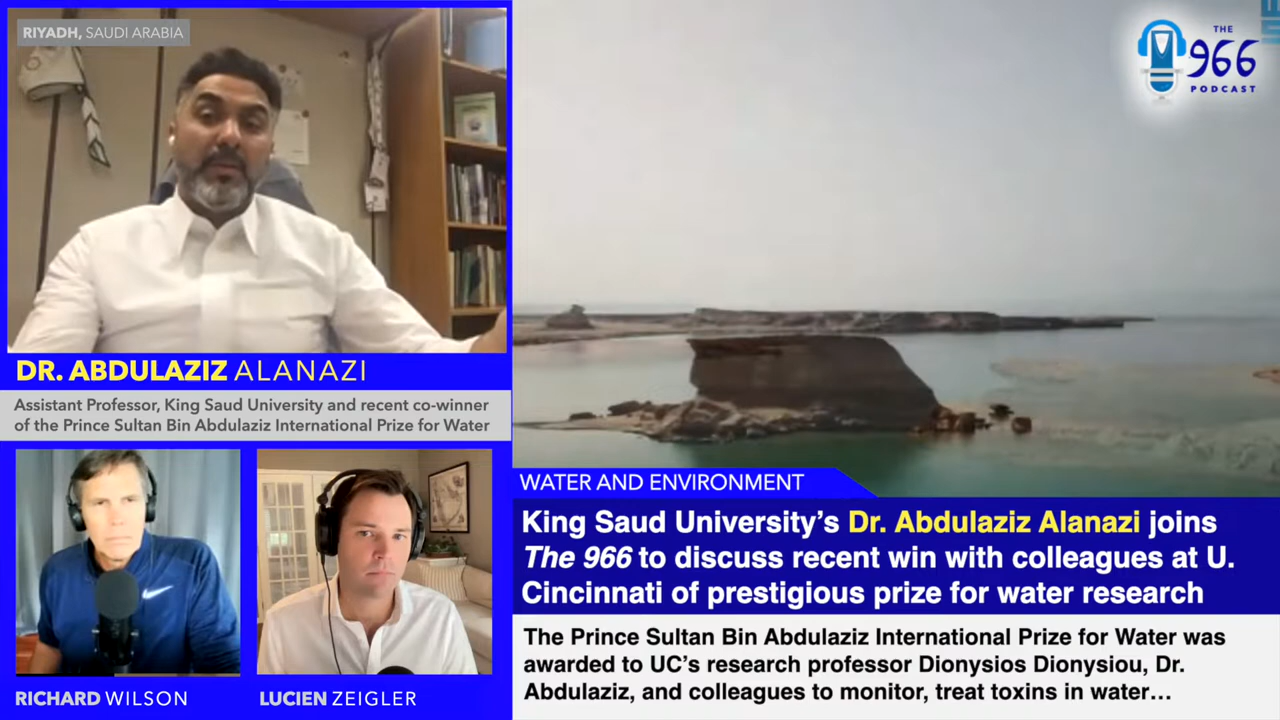 RIYADH, SAUDI ARABIA
THE
966
PODCAST
DR. ABDULAZIZ ALANAZI
Assistant Professor, King Saud University and recent co-winner
of the Prince Sultan Bin Abdulaziz International Prize for Water
RICHARD WILSON
LUCIEN ZEIGLER
WATER AND ENVIRONMENT
King Saud University's Dr. Abdulaziz Alanazi joins
The 966 to discuss recent win with colleagues at U.
Cincinnati of prestigious prize for water research
The Prince Sultan Bin Abdulaziz International Prize for Water was
awarded to UC's research professor Dionysios Dionysiou, Dr.
Abdulaziz, and colleagues to monitor, treat toxins in water…